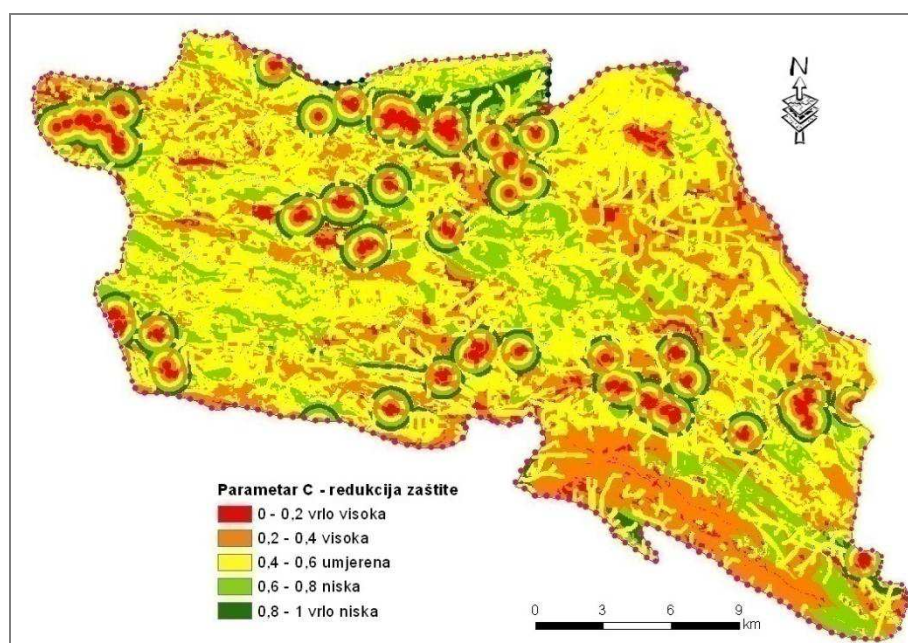 N
Parametar C - redukcija zaštite
0 - 0,2 vrlo visoka
0,2 - 0,4 visoka
0,4 - 0,6 umjerena
0,6 - 0,8 niska
0,8 - 1 vrlo niska
0 3 6 9
km